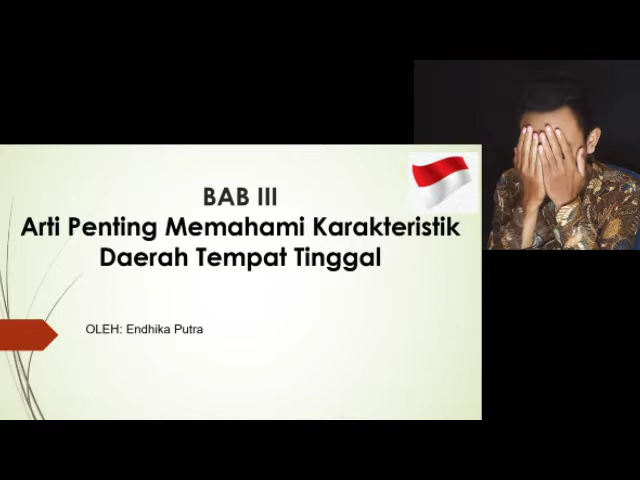 BAB III
Arti Penting Memahami Karakteristik
Daerah Tempat Tinggal
OLEH: Endhika Putra